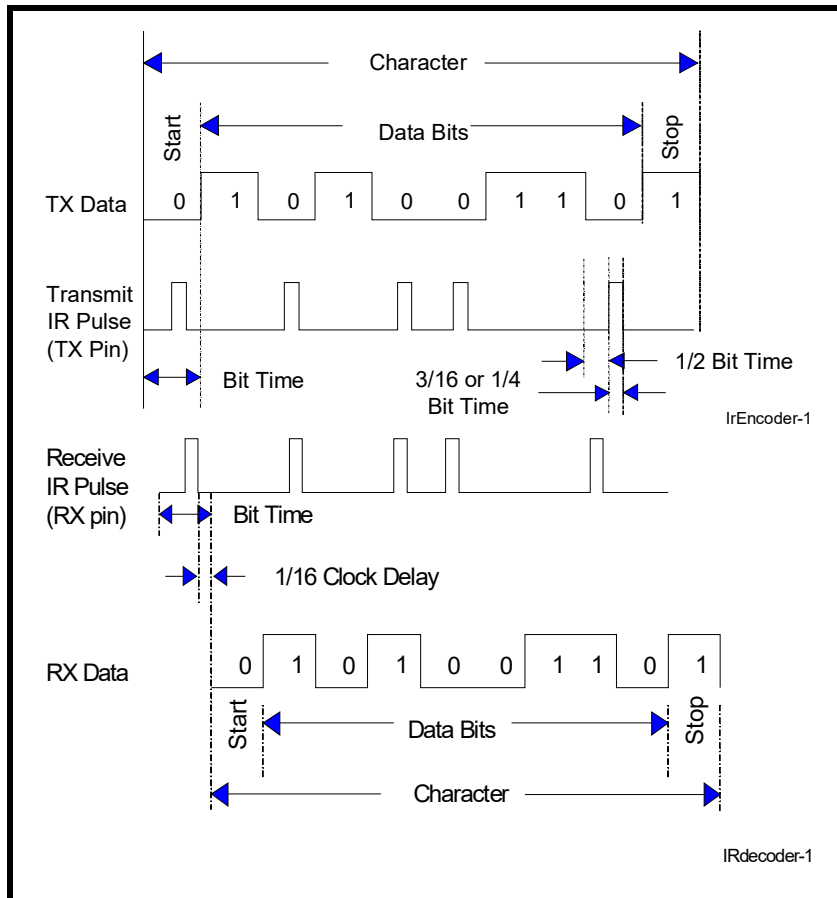 Character
Start
Data Bits
Stop
TX Data
0 1 0 1 0 0 1 1 0 1
Transmit
IR Pulse
(TX Pin)
Bit Time
1/2 Bit Time
3/16 or 1/4
Bit Time
IrEncoder-1
Receive
IR Pulse
(RX pin)
Bit Time
1/16 Clock Delay
RX Data
0 1 0 1 0 0 1 1 0 1
Start
Data Bits
Stop
Character
IRdecoder-1